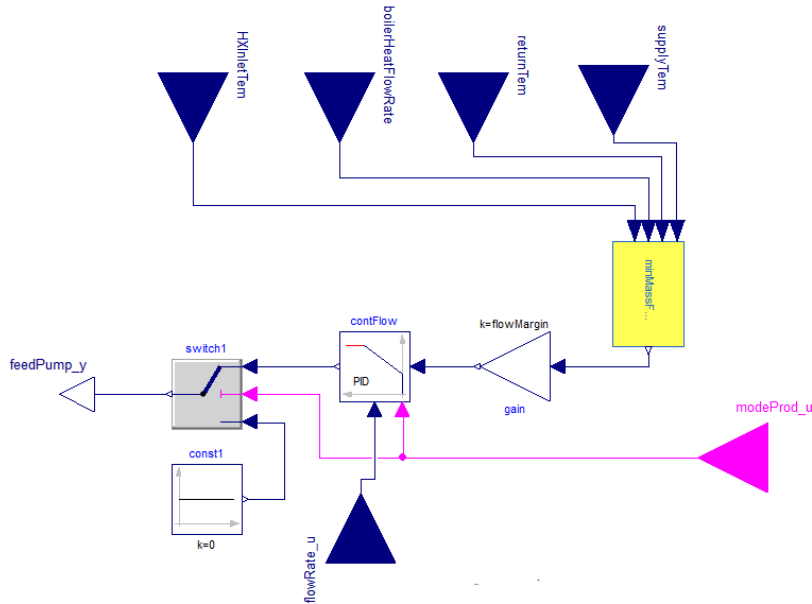 HXInletTem
boilerHeatFlowRate
returnTem
supplyTem
minMassF...
k=flowMargin
gain
contFlow
PID
switch1
feedPump_y
modeProd_u
const1
k=0
flowRate_u